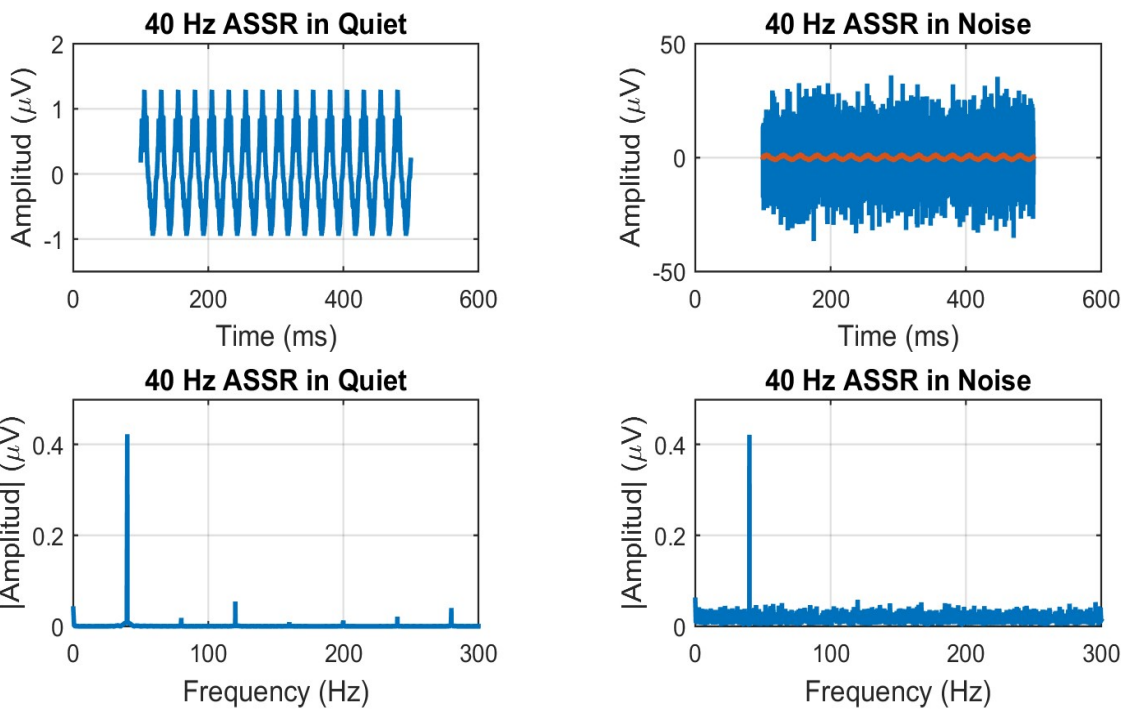 40 Hz ASSR in Quiet
2
1
0
-1
Amplitud (μV)
0
200
400
600
Time (ms)
40 Hz ASSR in Noise
50
0
-50
Amplitud (μV)
0
200
400
600
Time (ms)
40 Hz ASSR in Quiet
0.4
0.2
0
|Amplitud| (μV)
0
100
200
300
Frequency (Hz)
40 Hz ASSR in Noise
0.4
0.2
0
|Amplitud| (μV)
0
100
200
300
Frequency (Hz)